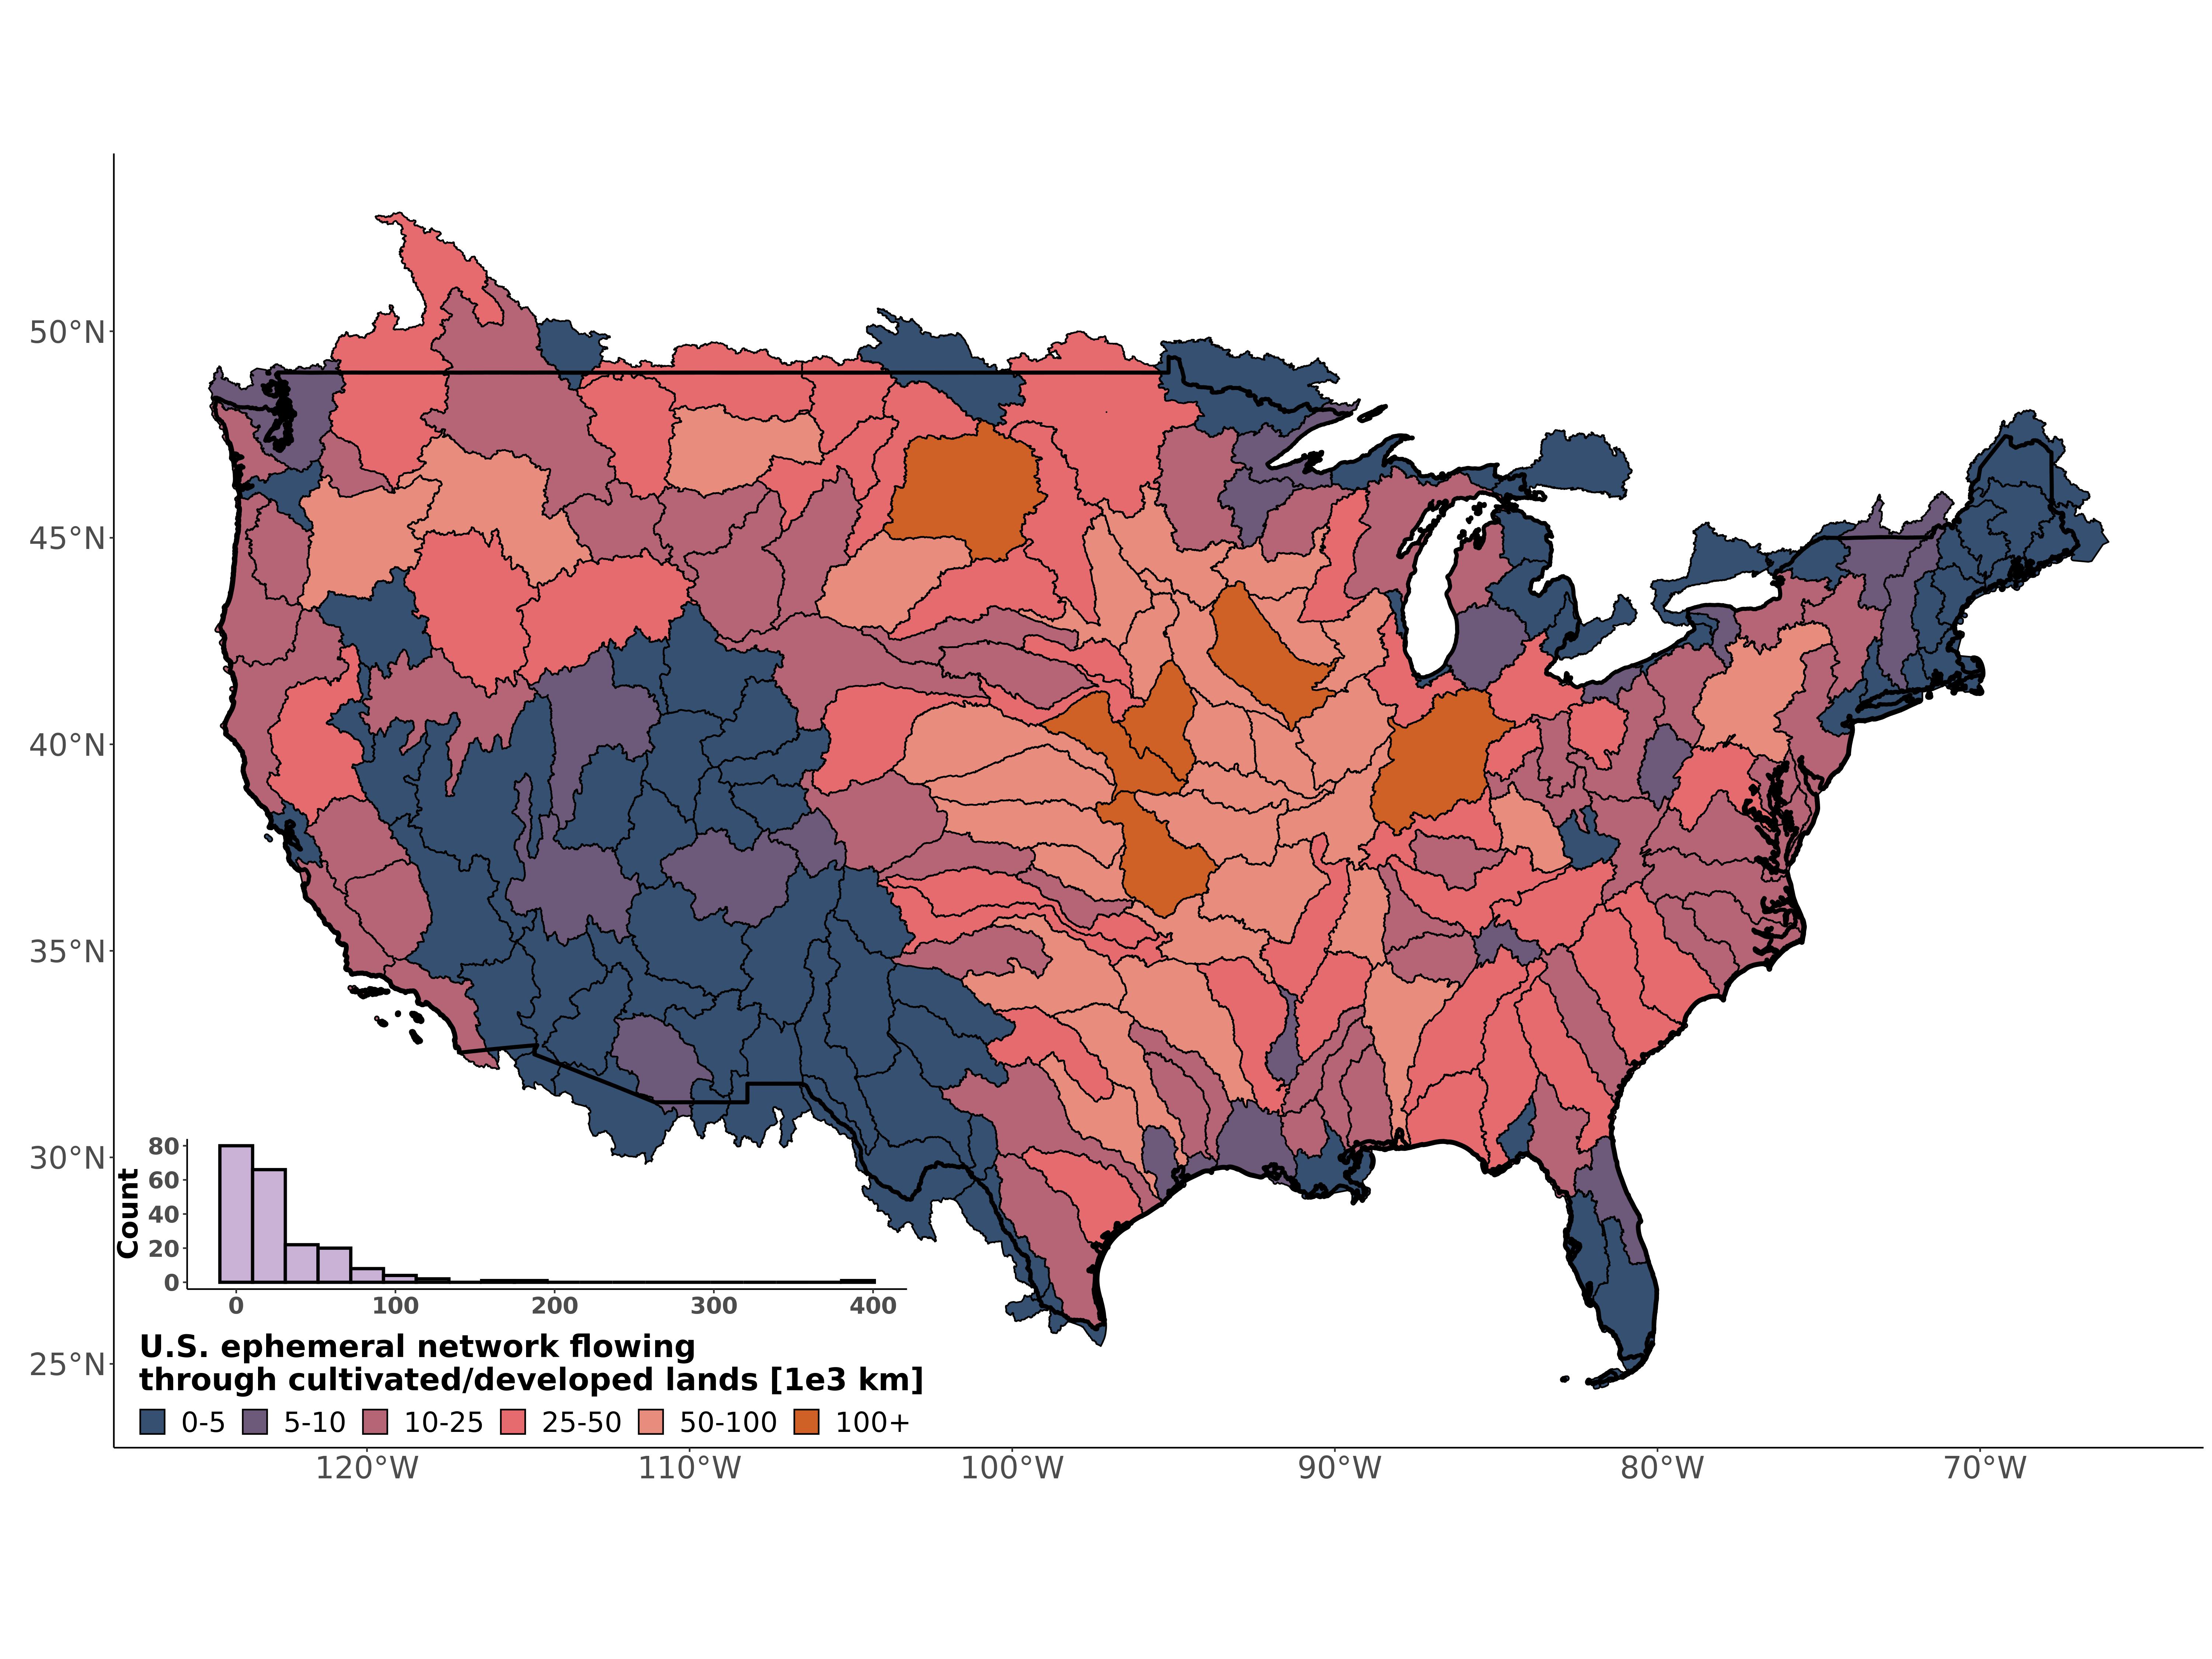 50°N
45°N
40°N
35°N
30°N
25°N
80
60
40
20
0
Count
0 100 200 300 400
U.S. ephemeral network flowing
through cultivated/developed lands [1e3 km]
0-5 5-10 10-25 25-50 50-100 100+
120°W 110°W 100°W 90°W 80°W 70°W